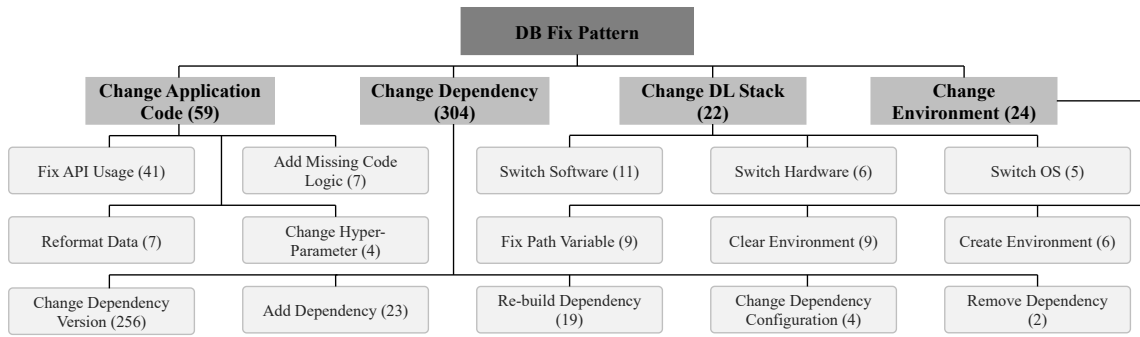 DB Fix Pattern
Change Application
Code (59)
Change Dependency
(304)
Change DL Stack
(22)
Change
Environment (24)
Fix API Usage (41)
Add Missing Code
Logic (7)
Switch Software (11)
Switch Hardware (6)
Switch OS (5)
Reformat Data (7)
Change Hyper-
Parameter (4)
Fix Path Variable (9)
Clear Environment (9)
Create Environment (6)
Change Dependency
Version (256)
Add Dependency (23)
Re-build Dependency
(19)
Change Dependency
Configuration (4)
Remove Dependency
(2)